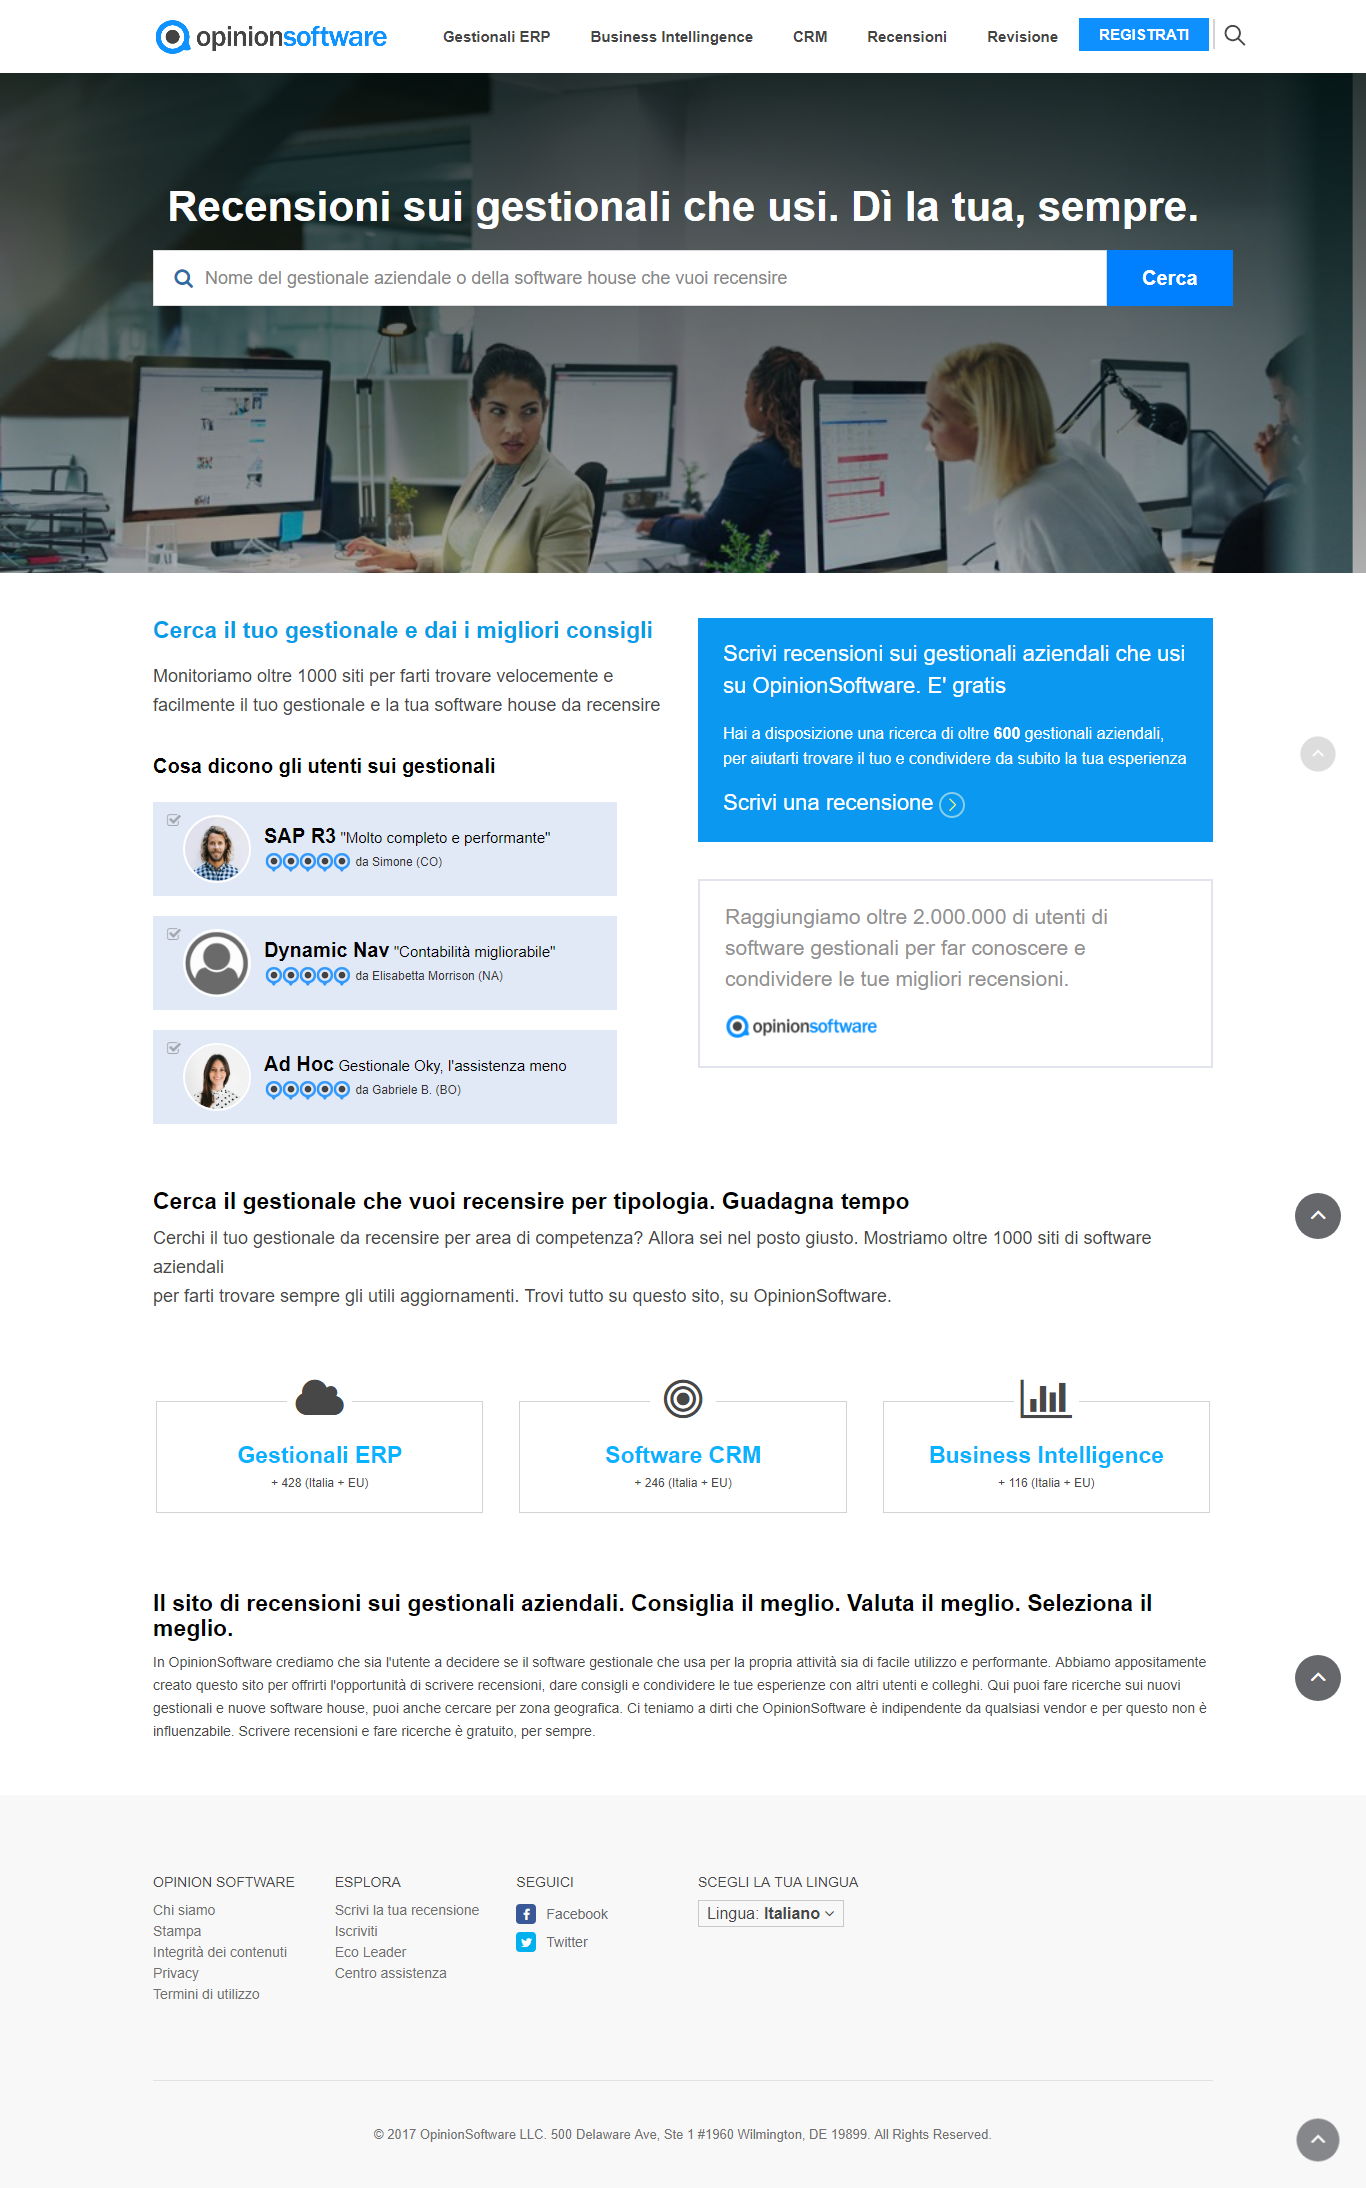 opinionsoftware
Gestionali ERP
Business Intellingence
CRM
Recensioni
Revisione
REGISTRATI
Recensioni sui gestionali che usi. Dì la tua, sempre.
Nome del gestionale aziendale o della software house che vuoi recensire
Cerca
Cerca il tuo gestionale e dai i migliori consigli
Monitoriamo oltre 1000 siti per farti trovare velocemente e
facilmente il tuo gestionale e la tua software house da recensire
Cosa dicono gli utenti sui gestionali
SAP R3 "Molto completo e performante"
da Simone (CO)
Dynamic Nav "Contabilità migliorabile"
da Elisabetta Morrison (NA)
Ad Hoc Gestionale Oky, l'assistenza meno
da Gabriele B. (BO)
Scrivi recensioni sui gestionali aziendali che usi
su OpinionSoftware. E' gratis
Hai a disposizione una ricerca di oltre 600 gestionali aziendali,
per aiutarti trovare il tuo e condividere da subito la tua esperienza
Scrivi una recensione
Raggiungiamo oltre 2.000.000 di utenti di
software gestionali per far conoscere e
condividere le tue migliori recensioni.
opinionsoftware
Cerca il gestionale che vuoi recensire per tipologia. Guadagna tempo
Cerchi il tuo gestionale da recensire per area di competenza? Allora sei nel posto giusto. Mostriamo oltre 1000 siti di software
aziendali
per farti trovare sempre gli utili aggiornamenti. Trovi tutto su questo sito, su OpinionSoftware.
Gestionali ERP
+ 428 (Italia + EU)
Software CRM
+ 246 (Italia + EU)
Business Intelligence
+ 116 (Italia + EU)
Il sito di recensioni sui gestionali aziendali. Consiglia il meglio. Valuta il meglio. Seleziona il
meglio.
In OpinionSoftware crediamo che sia l'utente a decidere se il software gestionale che usa per la propria attività sia di facile utilizzo e performante. Abbiamo appositamente
creato questo sito per offrirti l'opportunità di scrivere recensioni, dare consigli e condividere le tue esperienze con altri utenti e colleghi. Qui puoi fare ricerche sui nuovi
gestionali e nuove software house, puoi anche cercare per zona geografica. Ci teniamo a dirti che OpinionSoftware è indipendente da qualsiasi vendor e per questo non è
influenzabile. Scrivere recensioni e fare ricerche è gratuito, per sempre.
OPINION SOFTWARE
Chi siamo
Stampa
Integrità dei contenuti
Privacy
Termini di utilizzo
ESPLORA
Scrivi la tua recensione
Iscriviti
Eco Leader
Centro assistenza
SEGUICI
Facebook
Twitter
SCEGLI LA TUA LINGUA
Lingua: Italiano
© 2017 OpinionSoftware LLC. 500 Delaware Ave, Ste 1 #1960 Wilmington, DE 19899. All Rights Reserved.